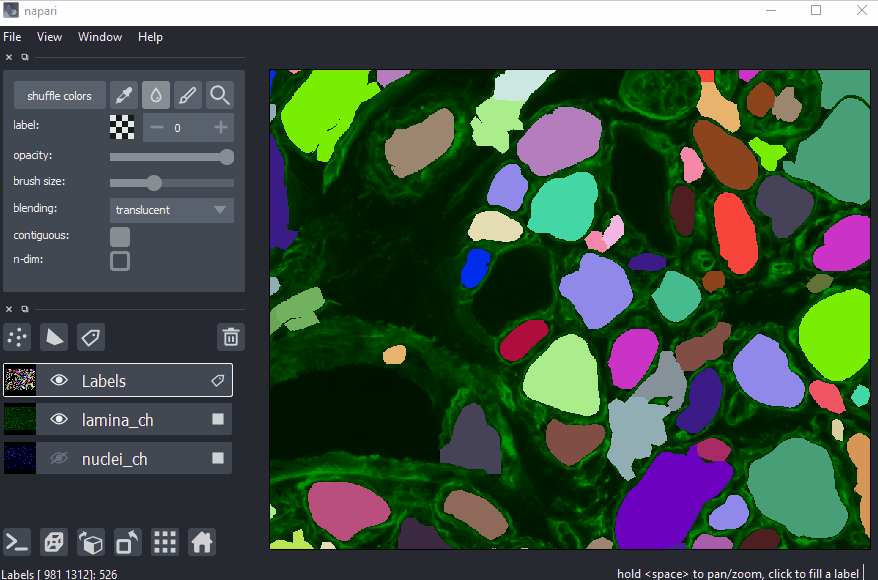 napari
File View Window Help
shuffle colors
label: 0
opacity:
brush size:
blending: translucent
contiguous:
n-dim:
Labels
lamina_ch
nuclei_ch
Labels [ 981 1312]: 526
hold <space> to pan/zoom, click to fill a label